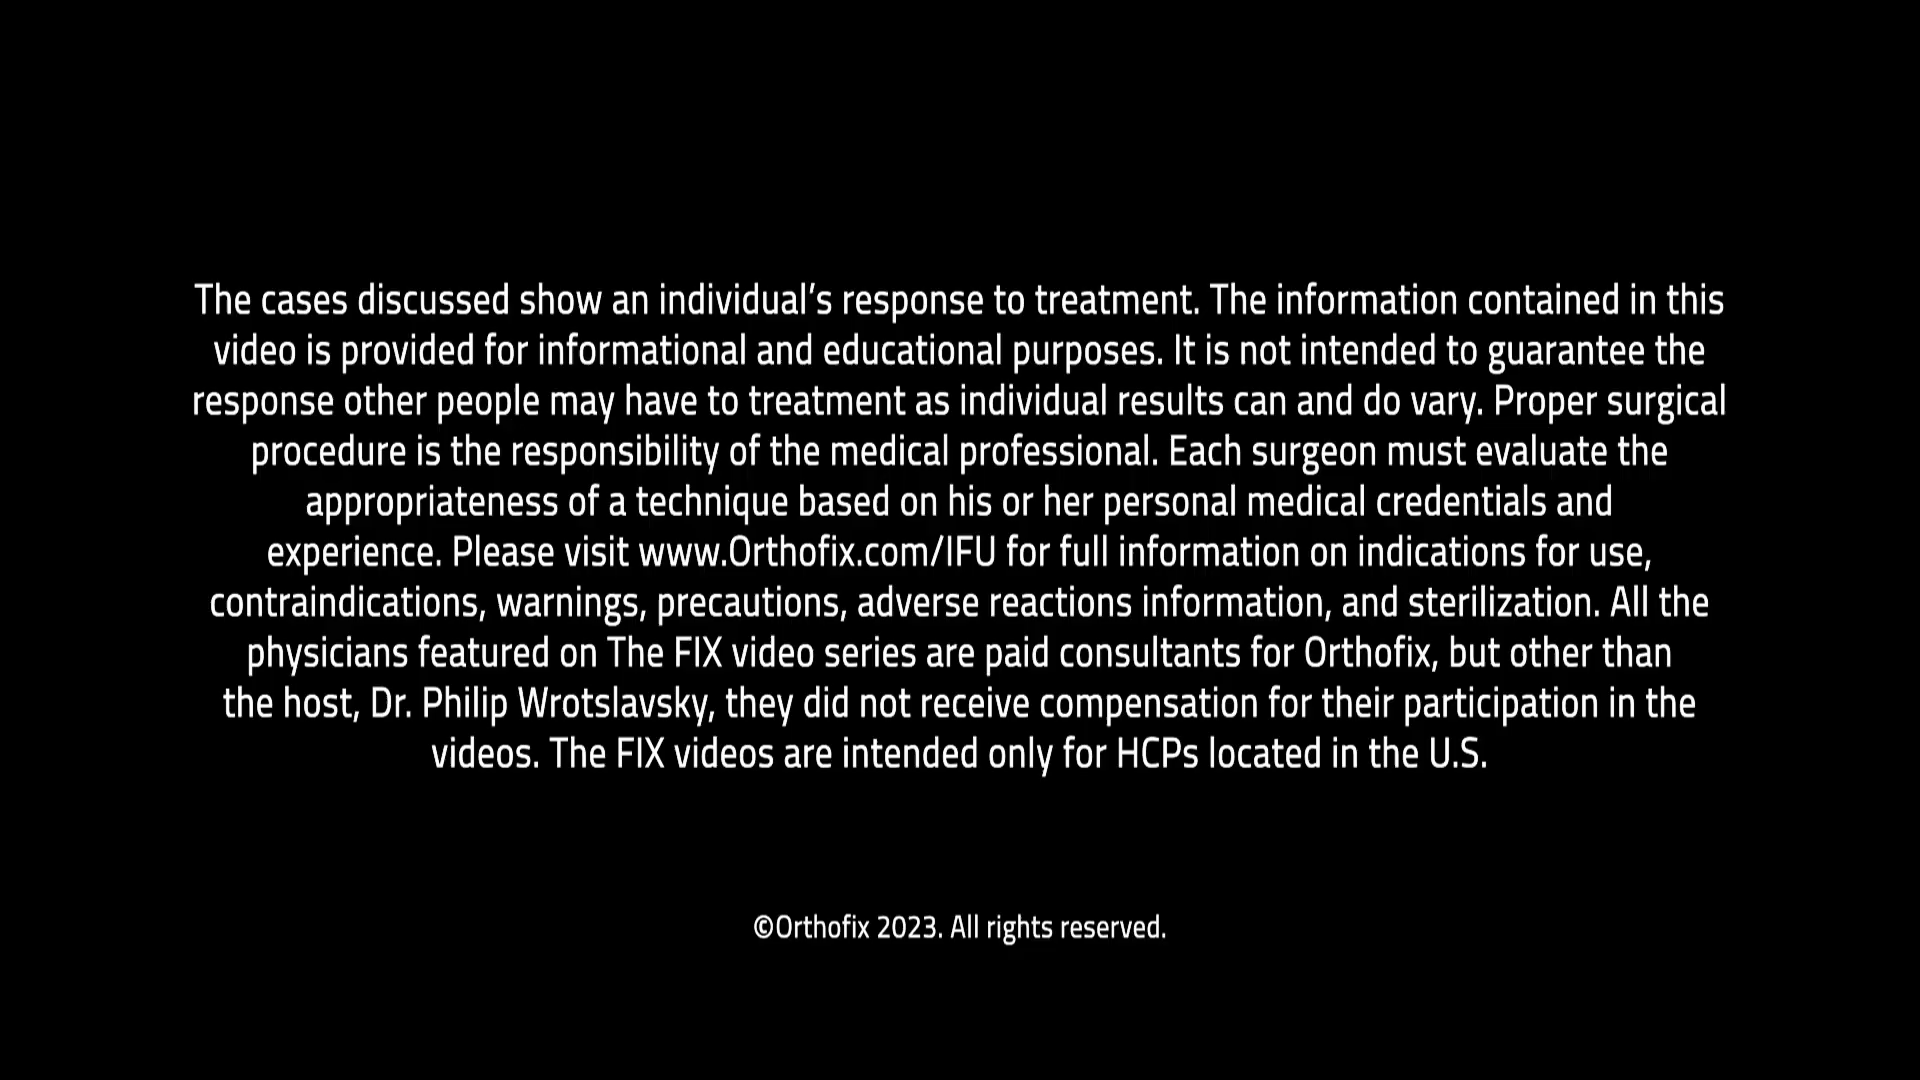 The cases discussed show an individual’s response to treatment. The information contained in this
video is provided for informational and educational purposes. It is not intended to guarantee the
response other people may have to treatment as individual results can and do vary. Proper surgical
procedure is the responsibility of the medical professional. Each surgeon must evaluate the
appropriateness of a technique based on his or her personal medical credentials and
experience. Please visit www.Orthofix.com/IFU for full information on indications for use,
contraindications, warnings, precautions, adverse reactions information, and sterilization. All the
physicians featured on The FIX video series are paid consultants for Orthofix, but other than
the host, Dr. Philip Wrotslavsky, they did not receive compensation for their participation in the
videos. The FIX videos are intended only for HCPs located in the U.S.
©Orthofix 2023. All rights reserved.